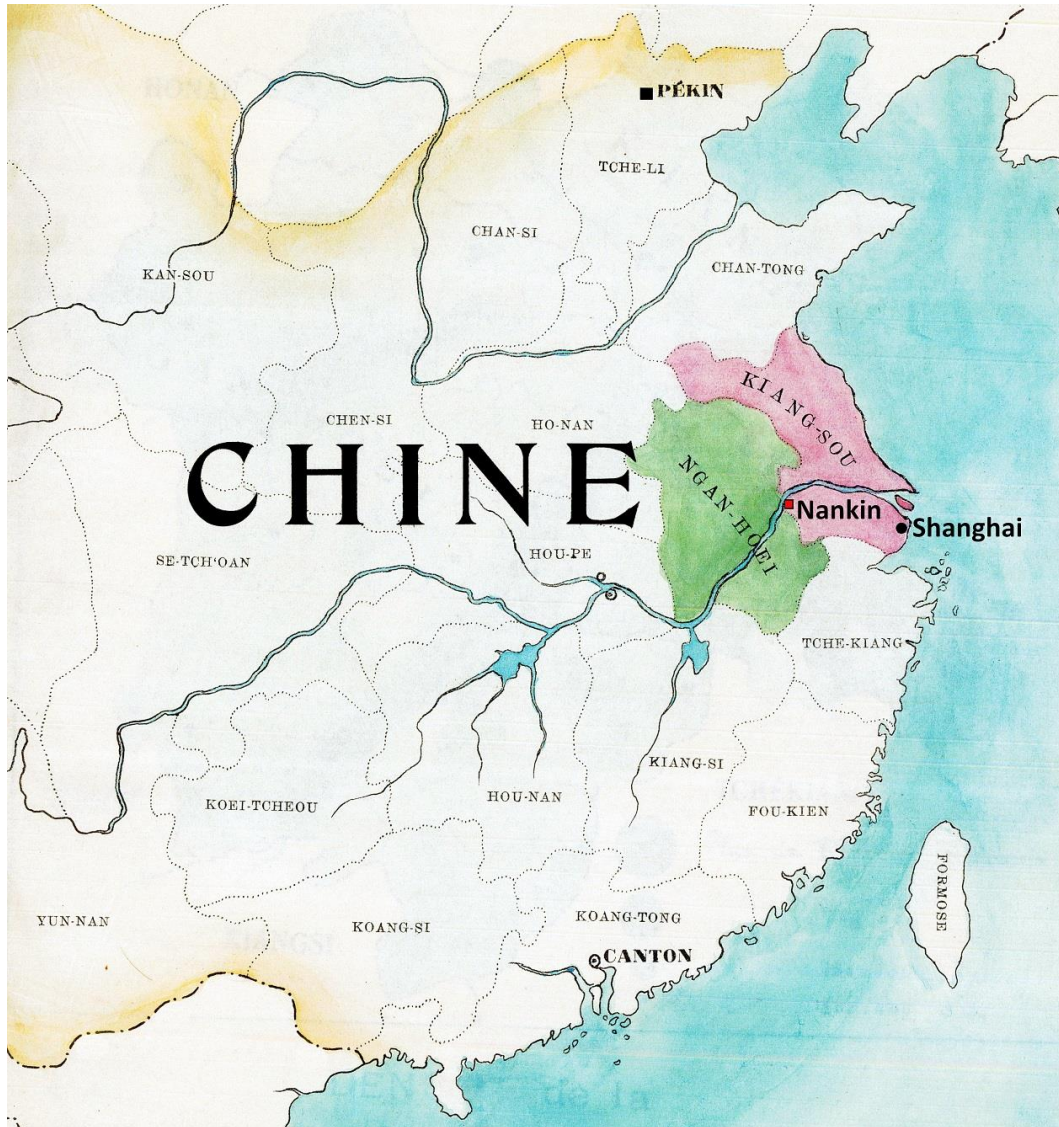 PÉKIN
TCHE-LI
CHAN-SI
CHAN-TONG
KAN-SOU
KIANG-SOU
CHEN-SI
HO-NAN
CHINE
NGAN-HOEI
Nankin
Shanghai
HOU-PE
SE-TCH'OAN
TCHE-KIANG
KIANG-SI
HOU-NAN
KOEI-TCHEOU
FOU-KIEN
FORMOSE
YUN-NAN
KOANG-SI
KOANG-TONG
CANTON